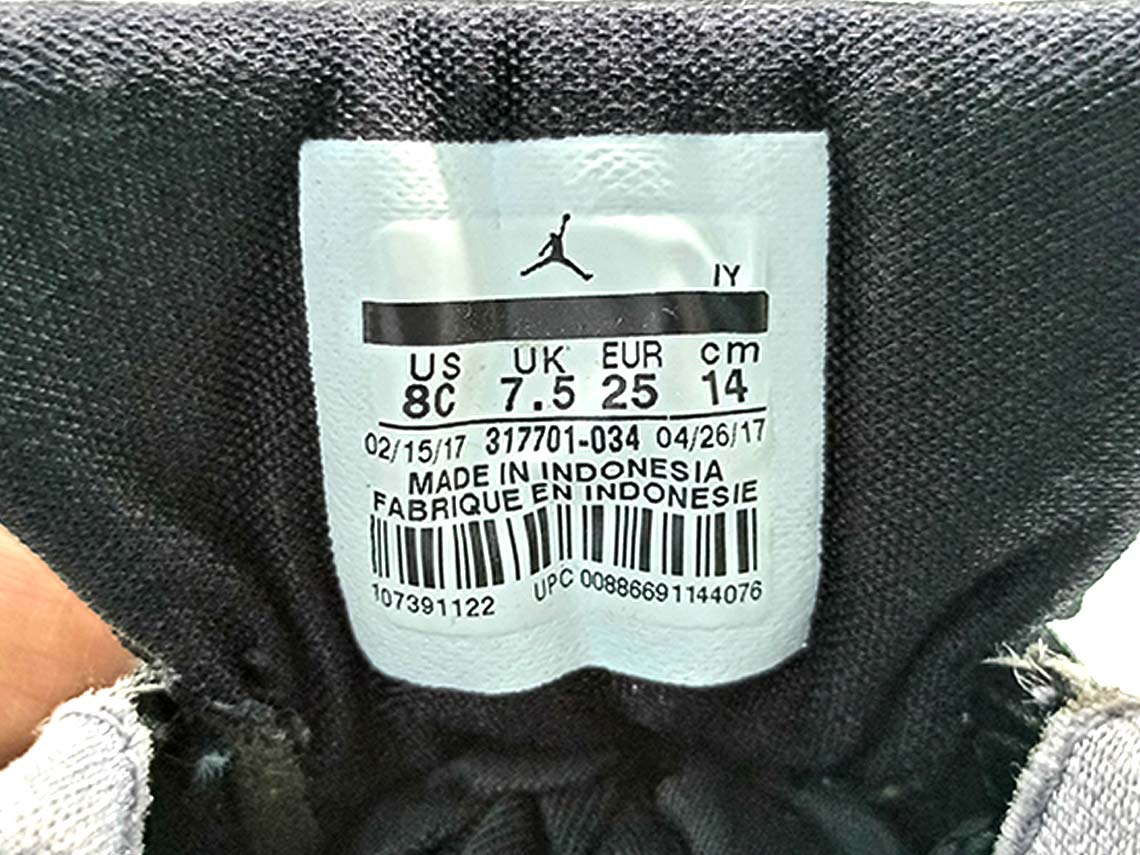 IY
US UK EUR cm
8C 7.5 25 14
02/15/17 317701-034 04/26/17
MADE IN INDONESIA
FABRIQUE EN INDONESIE
107391122 UPC 00886691144076